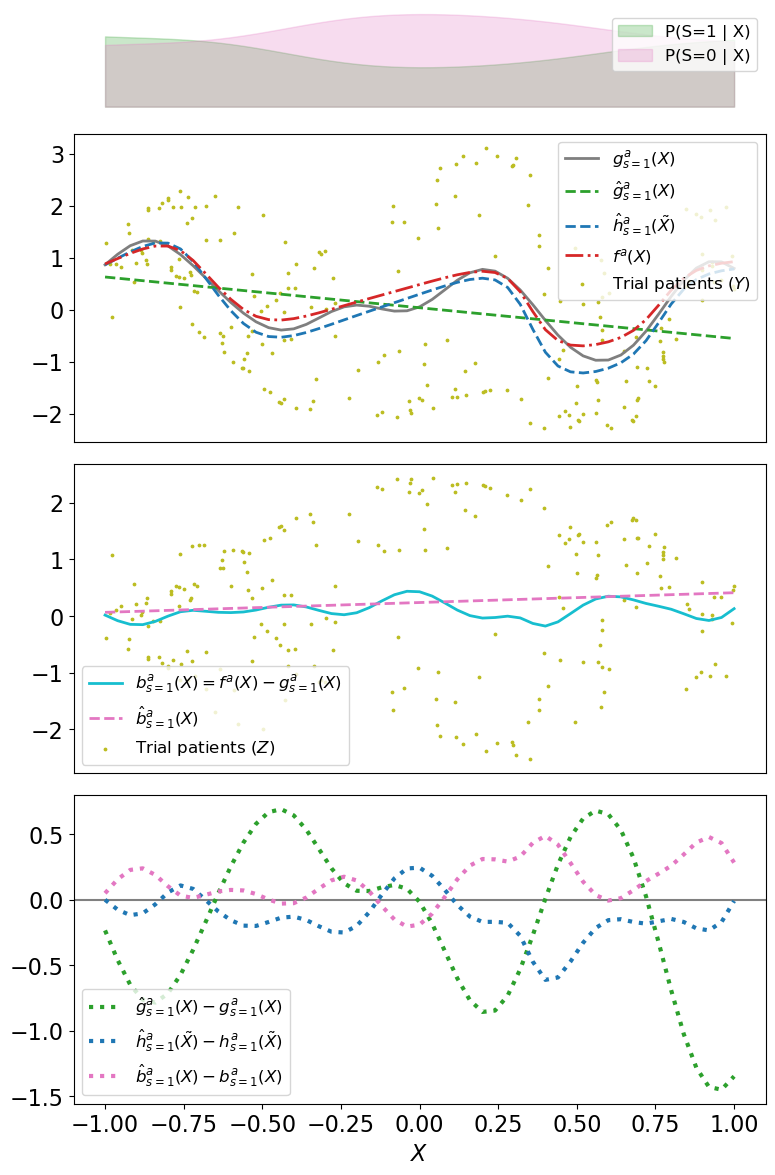 P(S=1 | X)
P(S=0 | X)
3
2
1
0
−1
−2
g^a_{s=1}(X)
ĝ^a_{s=1}(X)
ĥ^a_{s=1}(X̃)
f^a(X)
Trial patients (Y)
2
1
0
−1
−2
b^a_{s=1}(X) = f^a(X) − g^a_{s=1}(X)
b̂^a_{s=1}(X)
Trial patients (Z)
0.5
0.0
−0.5
−1.0
−1.5
ĝ^a_{s=1}(X) − g^a_{s=1}(X)
ĥ^a_{s=1}(X̃) − h^a_{s=1}(X̃)
b̂^a_{s=1}(X) − b^a_{s=1}(X)
−1.00 −0.75 −0.50 −0.25 0.00 0.25 0.50 0.75 1.00
X